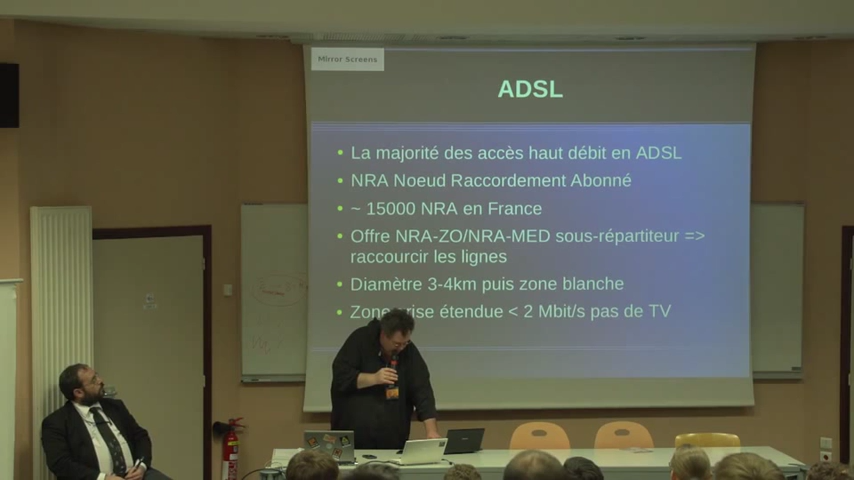 Mirror Screens
ADSL
• La majorité des accès haut débit en ADSL
• NRA Noeud Raccordement Abonné
• ~ 15000 NRA en France
• Offre NRA-ZO/NRA-MED sous-répartiteur =>
raccourcir les lignes
• Diamètre 3-4km puis zone blanche
• Zone grise étendue < 2 Mbit/s pas de TV